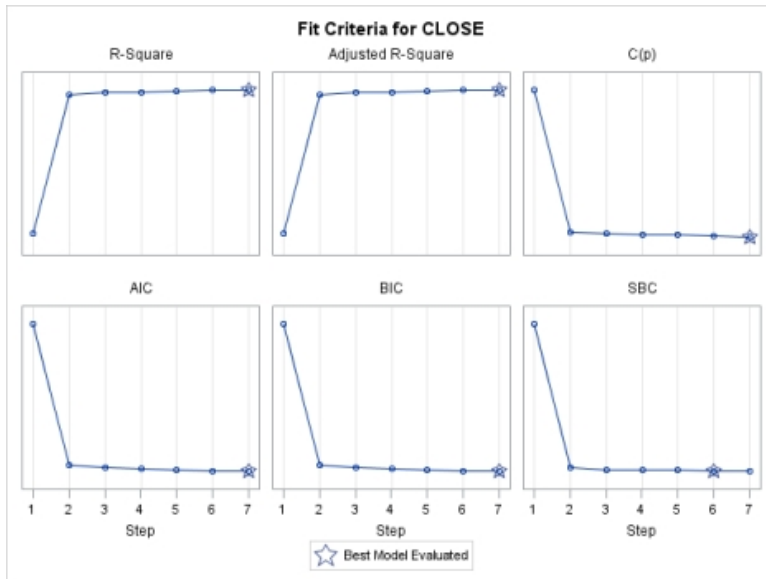 Fit Criteria for CLOSE
R-Square
Adjusted R-Square
C(p)
AIC
BIC
SBC
1 2 3 4 5 6 7
1 2 3 4 5 6 7
1 2 3 4 5 6 7
Step
Step
Step
Best Model Evaluated